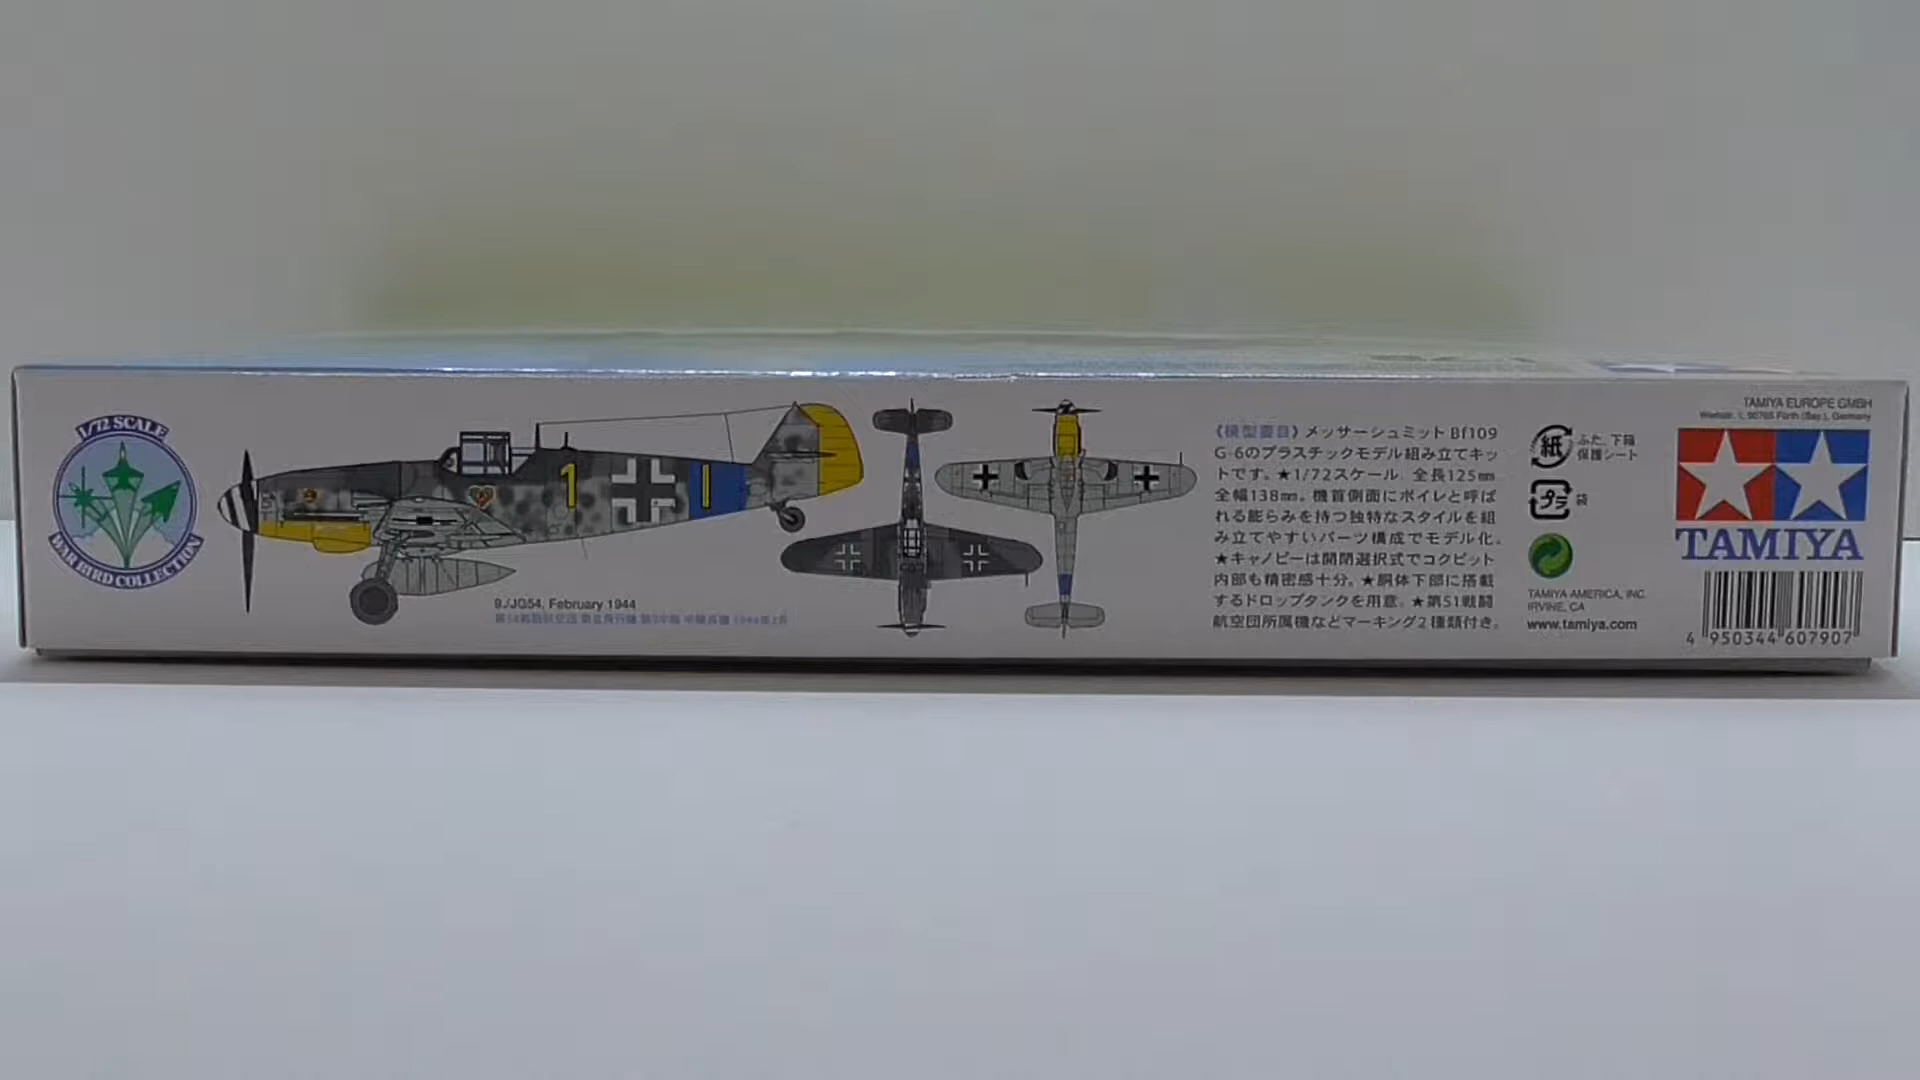 1/72 SCALE
WAR BIRD COLLECTION
1
I
9./JG54, February 1944
《模型要目》メッサーシュミットBf109
G-6のプラスチックモデル組み立てキッ
トです。★1/72スケール、全長125mm
全幅138mm。機首側面にボイレと呼ば
れる膨らみを持つ独特なスタイルを組
み立てやすいパーツ構成でモデル化。
★キャノピーは開閉選択式でコクピット
内部も精密感十分。★胴体下部に搭載
するドロップタンクを用意。★第51戦闘
航空団所属機などマーキング2種類付き。
紙
ふた、下箱
保護シート
プラ
袋
TAMIYA AMERICA, INC.
IRVINE, CA
www.tamiya.com
TAMIYA EUROPE GMBH
90765 Fürth (Bay.), Germany
TAMIYA
4 950344 607907